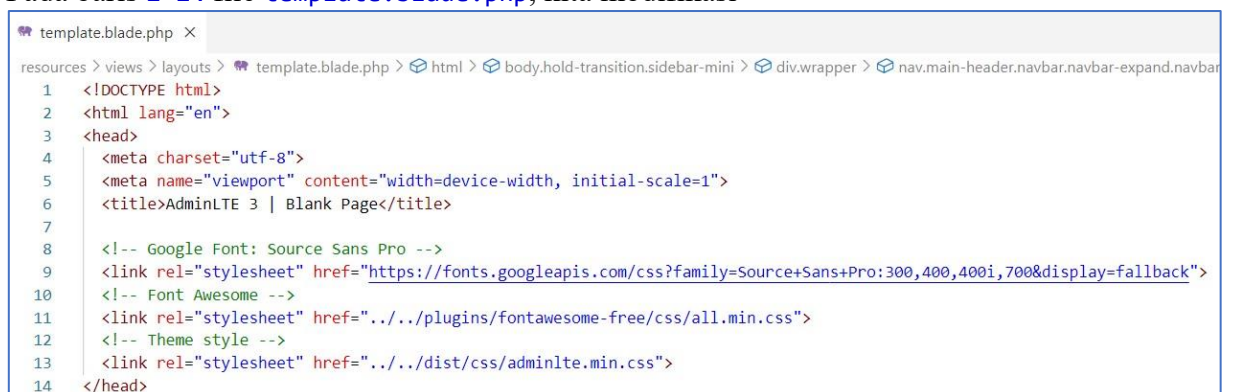 template.blade.php ×
resources > views > layouts > template.blade.php > html > body.hold-transition.sidebar-mini > div.wrapper > nav.main-header.navbar.navbar-expand.navbar
1 <!DOCTYPE html>
2 <html lang="en">
3 <head>
4 <meta charset="utf-8">
5 <meta name="viewport" content="width=device-width, initial-scale=1">
6 <title>AdminLTE 3 | Blank Page</title>
7
8 <!-- Google Font: Source Sans Pro -->
9 <link rel="stylesheet" href="https://fonts.googleapis.com/css?family=Source+Sans+Pro:300,400,400i,700&display=fallback">
10 <!-- Font Awesome -->
11 <link rel="stylesheet" href="../../plugins/fontawesome-free/css/all.min.css">
12 <!-- Theme style -->
13 <link rel="stylesheet" href="../../dist/css/adminlte.min.css">
14 </head>